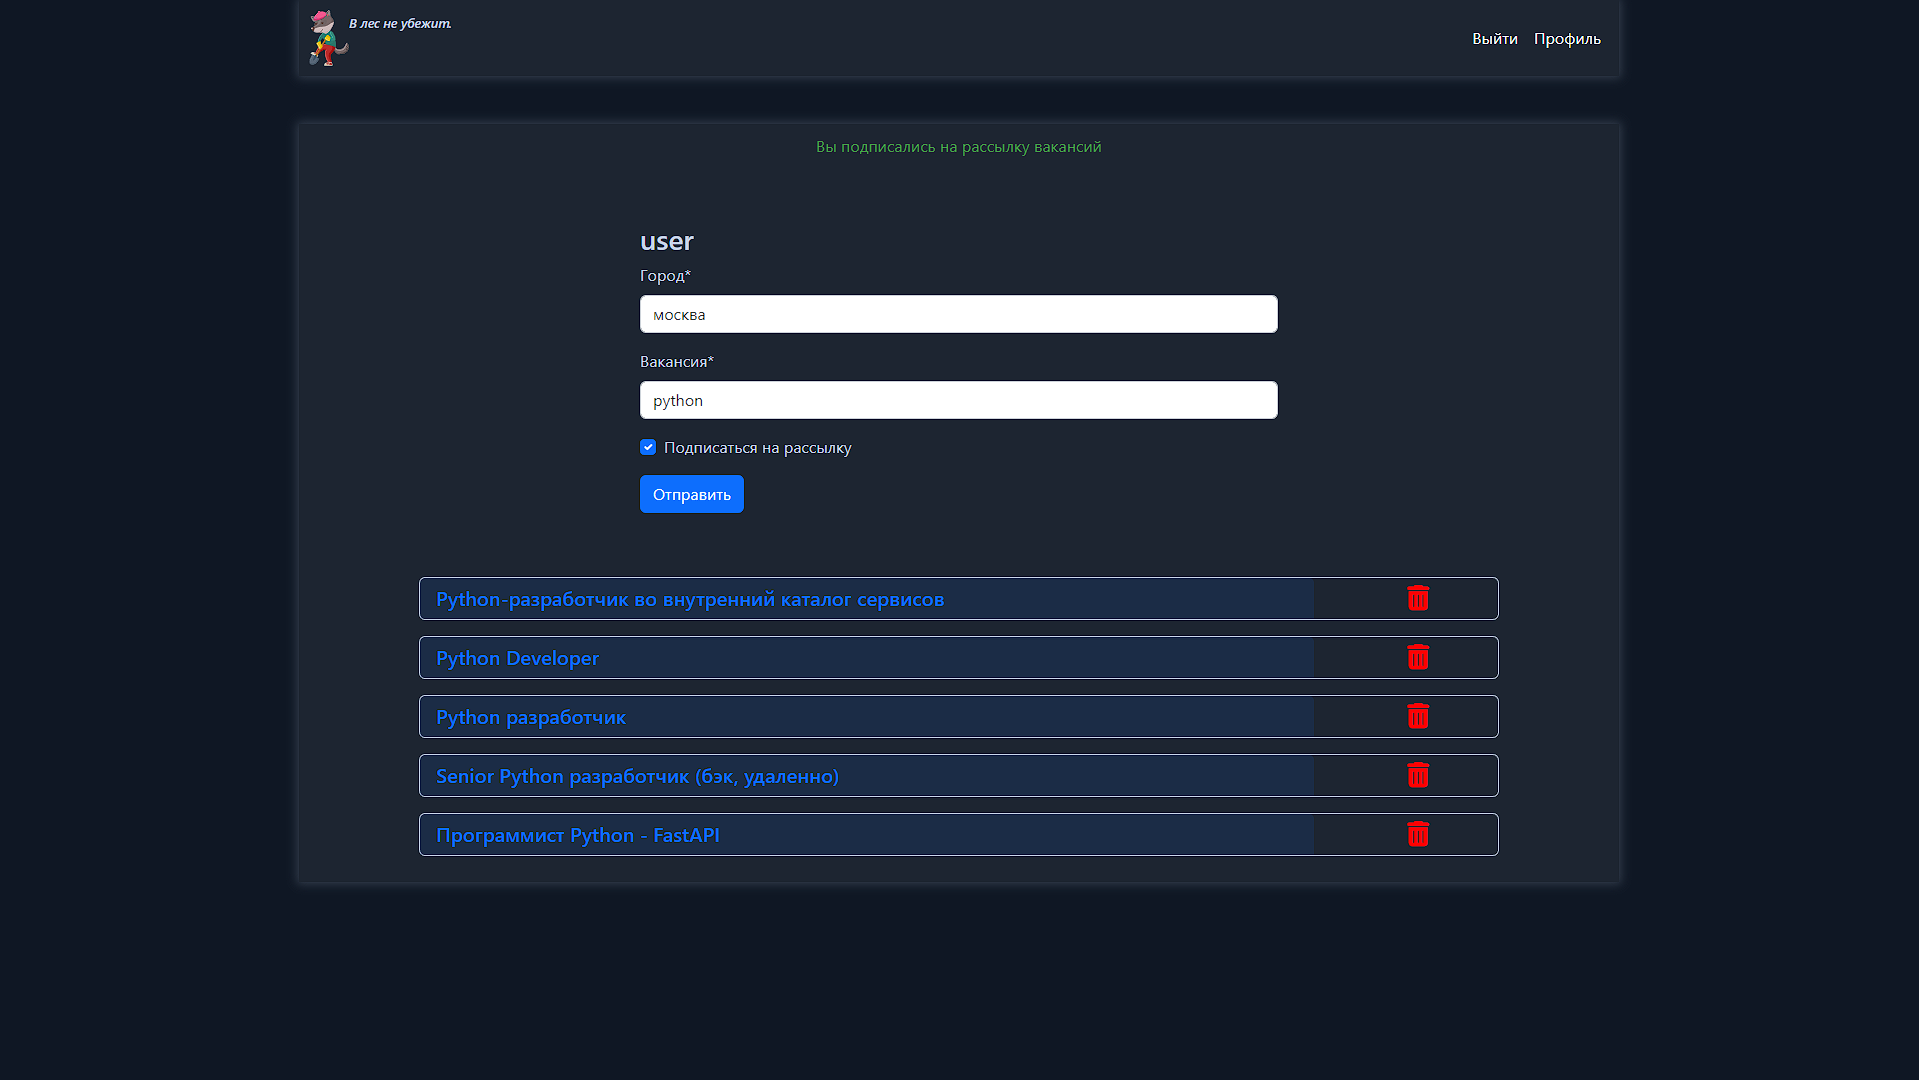 В лес не убежит.
Выйти Профиль
Вы подписались на рассылку вакансий
user
Город*
москва
Вакансия*
python
Подписаться на рассылку
Отправить
Python-разработчик во внутренний каталог сервисов
Python Developer
Python разработчик
Senior Python разработчик (бэк, удаленно)
Программист Python - FastAPI